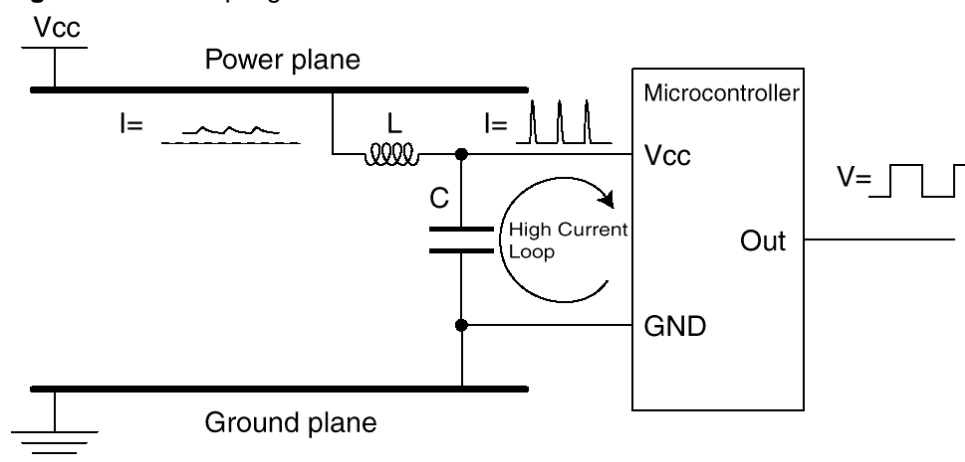 Vcc
Power plane
Microcontroller
I=
L
I=
Vcc
V=
C
High Current
Loop
Out
GND
Ground plane